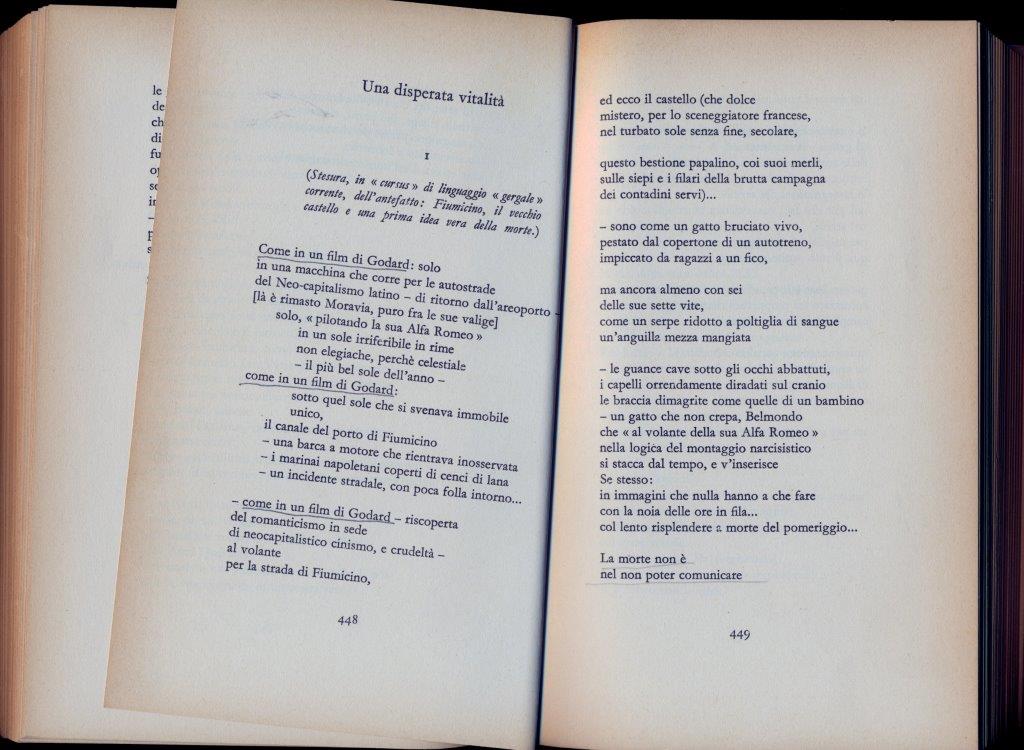 le
de
ch
di
fu
Una disperata vitalità
I
(Stesura, in « cursus » di linguaggio « gergale »
corrente, dell'antefatto: Fiumicino, il vecchio
castello e una prima idea vera della morte.)
Come in un film di Godard: solo
in una macchina che corre per le autostrade
del Neo-capitalismo latino – di ritorno dall'areoporto –
[là è rimasto Moravia, puro fra le sue valige]
solo, « pilotando la sua Alfa Romeo »
in un sole irriferibile in rime
non elegiache, perchè celestiale
– il più bel sole dell'anno –
come in un film di Godard:
sotto quel sole che si svenava immobile
unico,
il canale del porto di Fiumicino
– una barca a motore che rientrava inosservata
– i marinai napoletani coperti di cenci di lana
– un incidente stradale, con poca folla intorno...
– come in un film di Godard – riscoperta
del romanticismo in sede
di neocapitalistico cinismo, e crudeltà –
al volante
per la strada di Fiumicino,
448
ed ecco il castello (che dolce
mistero, per lo sceneggiatore francese,
nel turbato sole senza fine, secolare,
questo bestione papalino, coi suoi merli,
sulle siepi e i filari della brutta campagna
dei contadini servi)...
– sono come un gatto bruciato vivo,
pestato dal copertone di un autotreno,
impiccato da ragazzi a un fico,
ma ancora almeno con sei
delle sue sette vite,
come un serpe ridotto a poltiglia di sangue
un'anguilla mezza mangiata
– le guance cave sotto gli occhi abbattuti,
i capelli orrendamente diradati sul cranio
le braccia dimagrite come quelle di un bambino
– un gatto che non crepa, Belmondo
che « al volante della sua Alfa Romeo »
nella logica del montaggio narcisistico
si stacca dal tempo, e v'inserisce
Se stesso:
in immagini che nulla hanno a che fare
con la noia delle ore in fila...
col lento risplendere a morte del pomeriggio...
La morte non è
nel non poter comunicare
449